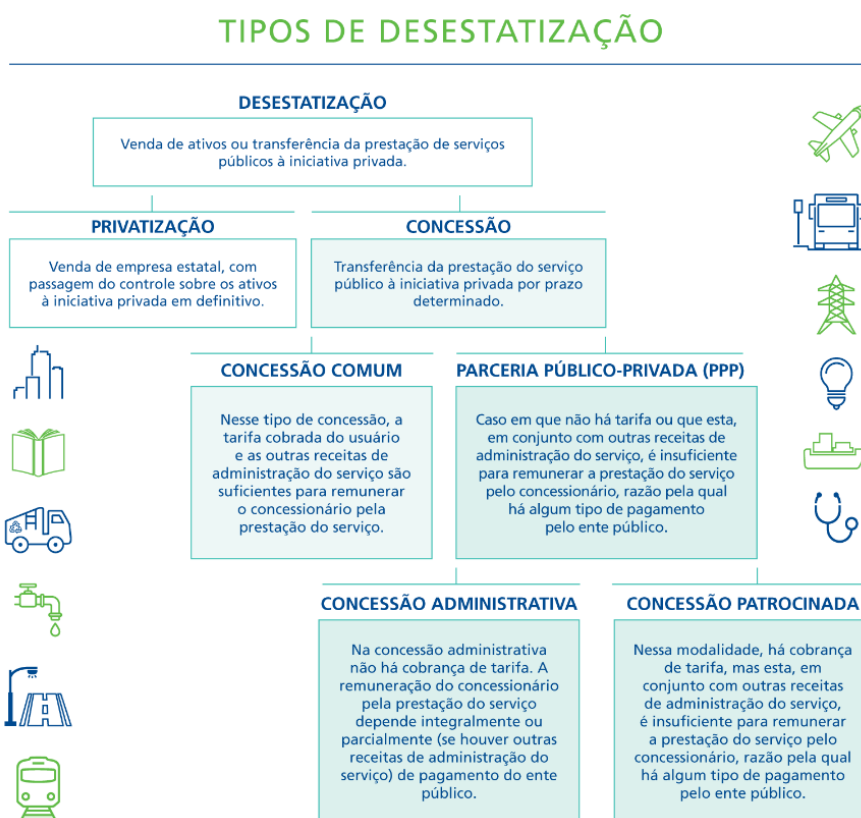 TIPOS DE DESESTATIZAÇÃO
DESESTATIZAÇÃO
Venda de ativos ou transferência da prestação de serviços
públicos à iniciativa privada.
PRIVATIZAÇÃO
Venda de empresa estatal, com
passagem do controle sobre os ativos
à iniciativa privada em definitivo.
CONCESSÃO
Transferência da prestação do serviço
público à iniciativa privada por prazo
determinado.
CONCESSÃO COMUM
Nesse tipo de concessão, a
tarifa cobrada do usuário
e as outras receitas de
administração do serviço são
suficientes para remunerar
o concessionário pela
prestação do serviço.
PARCERIA PÚBLICO-PRIVADA (PPP)
Caso em que não há tarifa ou que esta,
em conjunto com outras receitas de
administração do serviço, é insuficiente
para remunerar a prestação do serviço
pelo concessionário, razão pela qual
há algum tipo de pagamento
pelo ente público.
CONCESSÃO ADMINISTRATIVA
Na concessão administrativa
não há cobrança de tarifa. A
remuneração do concessionário
pela prestação do serviço
depende integralmente ou
parcialmente (se houver outras
receitas de administração do
serviço) de pagamento do ente
público.
CONCESSÃO PATROCINADA
Nessa modalidade, há cobrança
de tarifa, mas esta, em
conjunto com outras receitas
de administração do serviço,
é insuficiente para remunerar
a prestação do serviço pelo
concessionário, razão pela qual
há algum tipo de pagamento
pelo ente público.